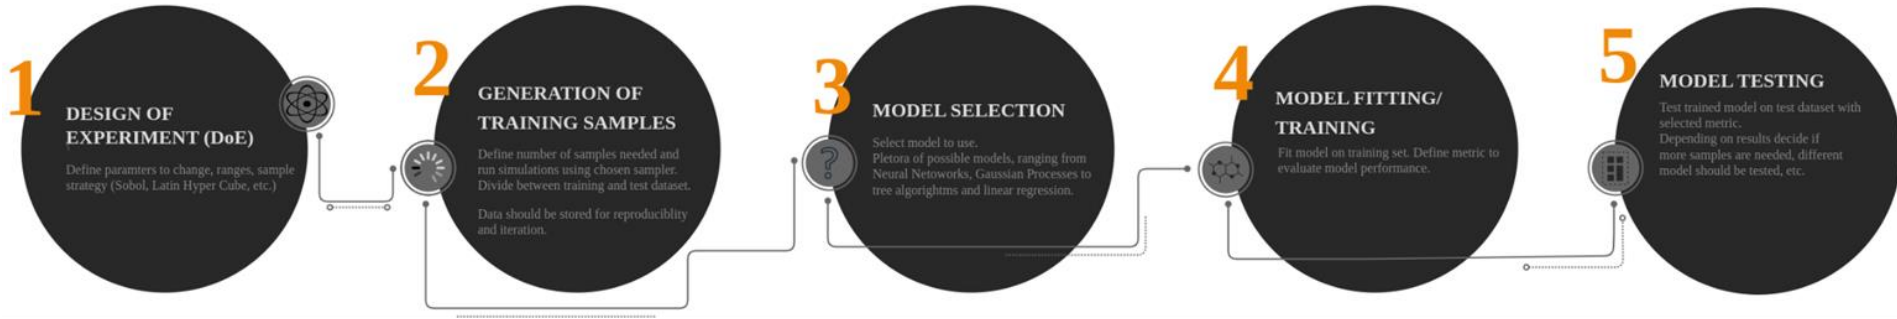 1
DESIGN OF
EXPERIMENT (DoE)
Define paramters to change, ranges, sample
strategy (Sobol, Latin Hyper Cube, etc.)
2
GENERATION OF
TRAINING SAMPLES
Define number of samples needed and
run simulations using chosen sampler.
Divide between training and test dataset.
Data should be stored for reproduciblity
and iteration.
3
MODEL SELECTION
Select model to use.
Pletora of possible models, ranging from
Neural Netoworks, Gaussian Processes to
tree algorightms and linear regression.
4
MODEL FITTING/
TRAINING
Fit model on training set. Define metric to
evaluate model performance.
5
MODEL TESTING
Test trained model on test dataset with
selected metric.
Depending on results decide if
more samples are needed, different
model should be tested, etc.